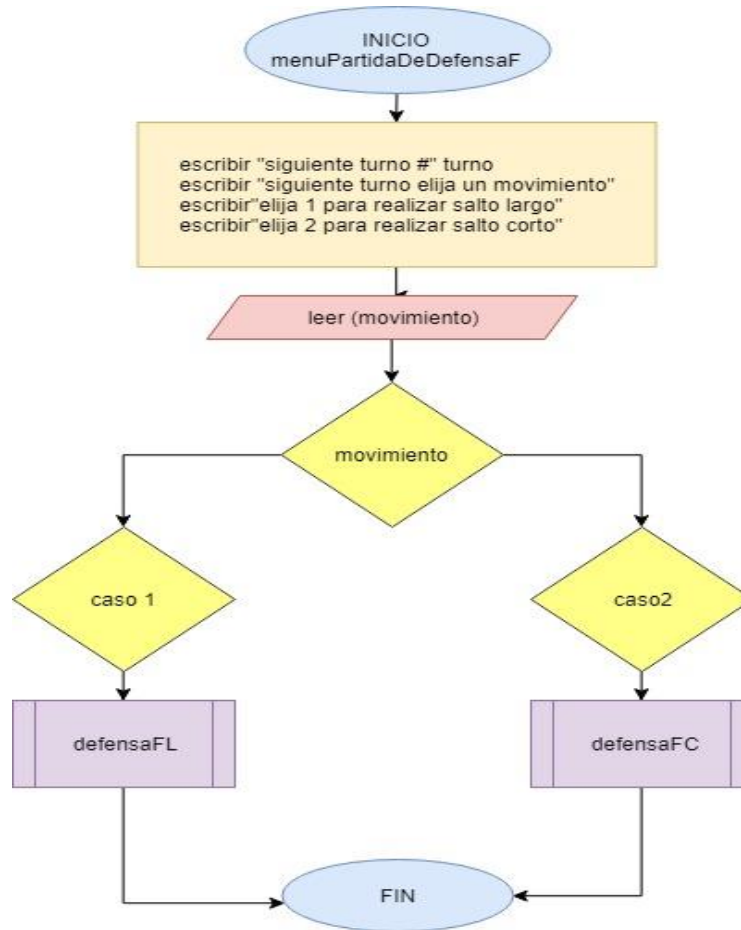 INICIO
menuPartidaDeDefensaF
escribir "siguiente turno #" turno
escribir "siguiente turno elija un movimiento"
escribir"elija 1 para realizar salto largo"
escribir"elija 2 para realizar salto corto"
leer (movimiento)
movimiento
caso 1
caso2
defensaFL
defensaFC
FIN